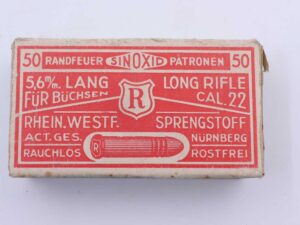 50 RANDFEUER SINOXID PATRONEN 50
5,6 m/m. LANG LONG RIFLE
FÜR BÜCHSEN R CAL. 22
RHEIN. WESTF. SPRENGSTOFF
ACT. GES. NÜRNBERG
R
RAUCHLOS ROSTFREI